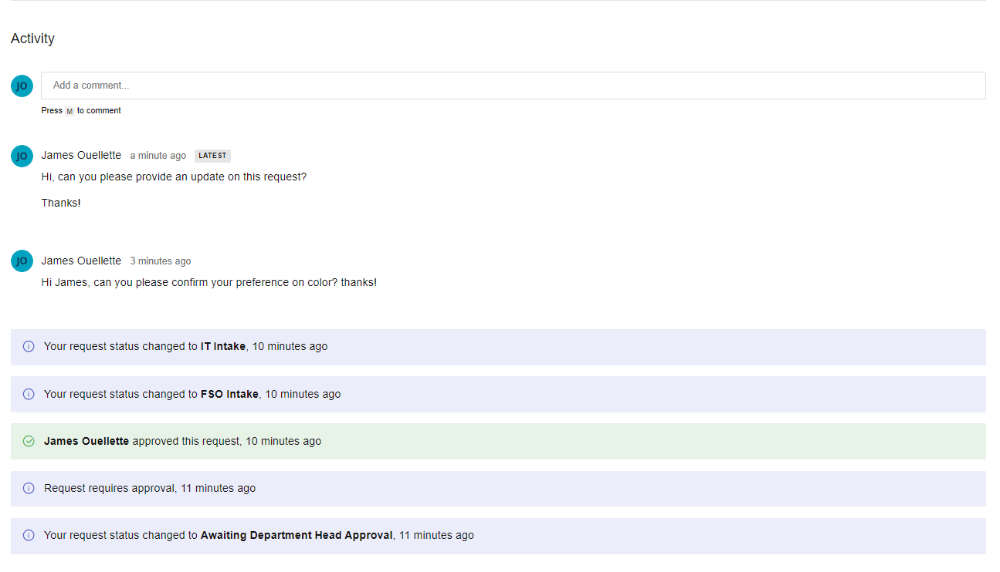 Activity
JO
Add a comment...
Press M to comment
JO
James Ouellette a minute ago LATEST
Hi, can you please provide an update on this request?
Thanks!
JO
James Ouellette 3 minutes ago
Hi James, can you please confirm your preference on color? thanks!
Your request status changed to IT Intake, 10 minutes ago
Your request status changed to FSO Intake, 10 minutes ago
James Ouellette approved this request, 10 minutes ago
Request requires approval, 11 minutes ago
Your request status changed to Awaiting Department Head Approval, 11 minutes ago